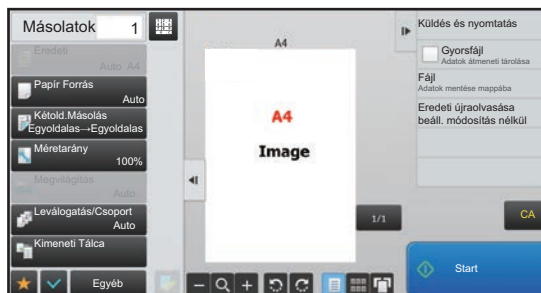 Másolatok 1
Eredeti
Auto A4
Papír Forrás
Auto
Kétold.Másolás
Egyoldalas→Egyoldalas
Méretarány
100%
Megvilágítás
Auto
Leválogatás/Csoport
Auto
Kimeneti Tálca
Egyéb
A4
A4
Image
1/1
Küldés és nyomtatás
Gyorsfájl
Adatok átmeneti tárolása
Fájl
Adatok mentése mappába
Eredeti újraolvasása
beáll. módosítás nélkül
CA
Start